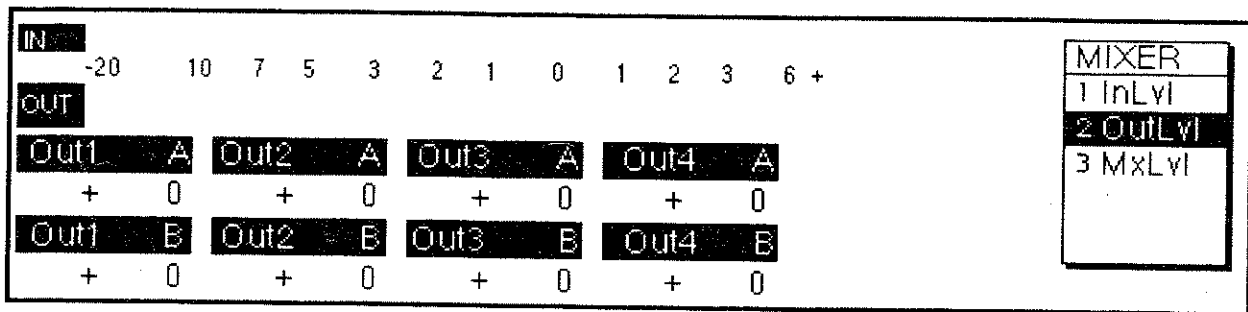 IN
-20 10 7 5 3 2 1 0 1 2 3 6 +
OUT
Out1 A Out2 A Out3 A Out4 A
+ 0 + 0 + 0 + 0
Out1 B Out2 B Out3 B Out4 B
+ 0 + 0 + 0 + 0
MIXER
1 InLvl
2 OutLvl
3 MxLvl